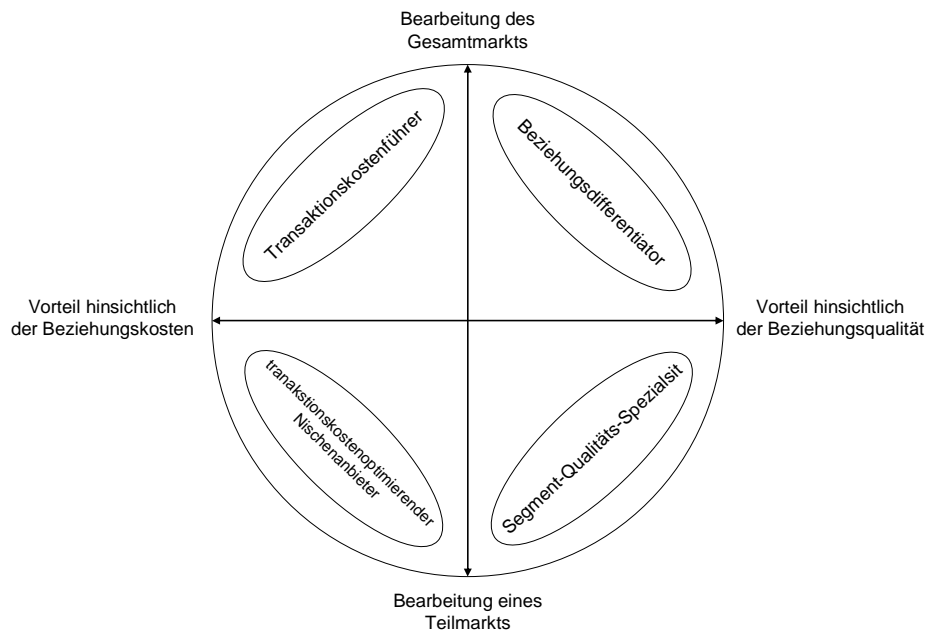 Bearbeitung des
Gesamtmarkts
Transaktionskostenführer
Beziehungsdifferentiator
Vorteil hinsichtlich
der Beziehungskosten
Vorteil hinsichtlich
der Beziehungsqualität
tranakstionskostenoptimierender
Nischenanbieter
Segment-Qualitäts-Spezialsit
Bearbeitung eines
Teilmarkts